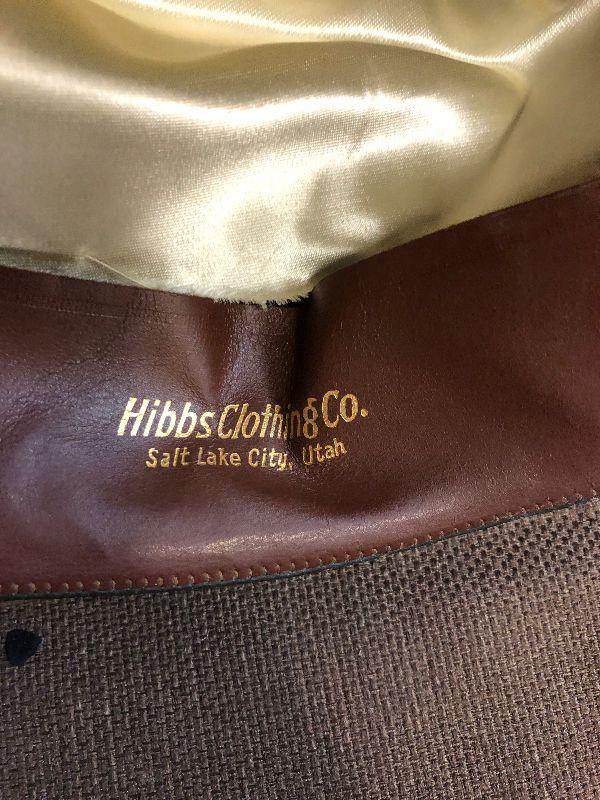 Hibbs Clothing Co.
Salt Lake City, Utah